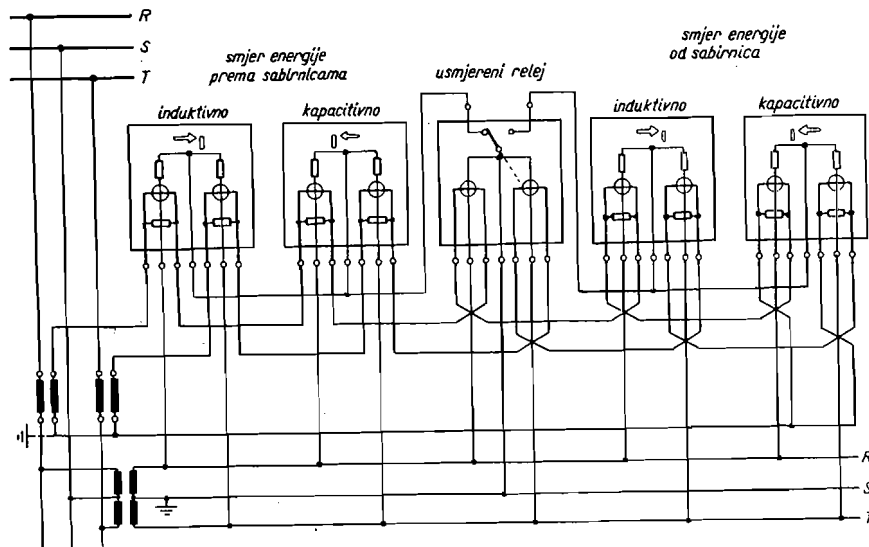 R
S
T
smjer energije
prema sabirnicama
usmjereni relej
smjer energije
od sabirnica
induktivno
kapacitivno
induktivno
kapacitivno
R
S
T